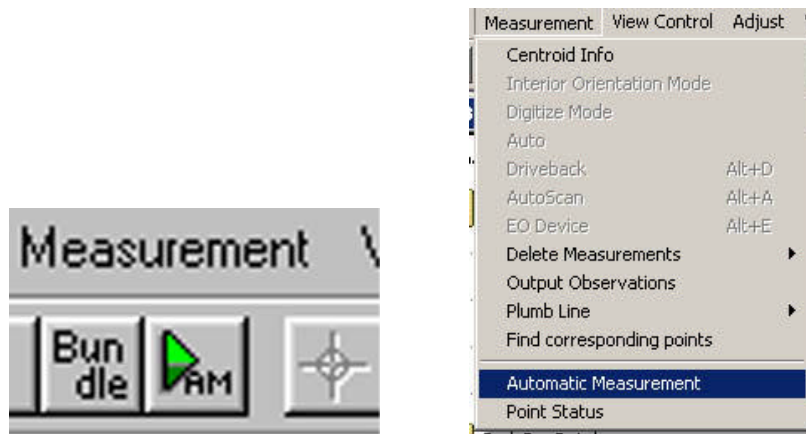 Measurement
Bun
dle
AM
Measurement View Control Adjust
Centroid Info
Interior Orientation Mode
Digitize Mode
Auto
Driveback Alt+D
AutoScan Alt+A
EO Device Alt+E
Delete Measurements
Output Observations
Plumb Line
Find corresponding points
Automatic Measurement
Point Status